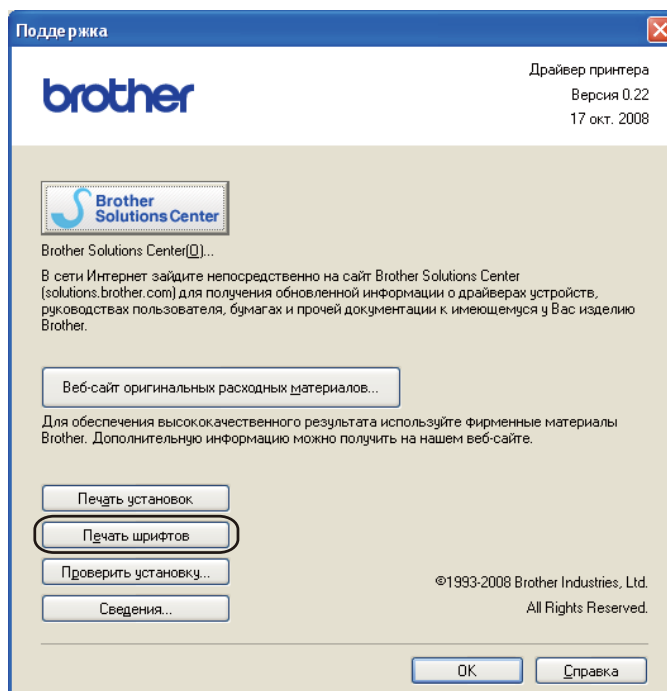 Поддержка
brother
Драйвер принтера
Версия 0.22
17 окт. 2008
Brother
Solutions Center
Brother Solutions Center(O)...
В сети Интернет зайдите непосредственно на сайт Brother Solutions Center
(solutions.brother.com) для получения обновленной информации о драйверах устройств,
руководствах пользователя, бумагах и прочей документации к имеющемуся у Вас изделию
Brother.
Веб-сайт оригинальных расходных материалов...
Для обеспечения высококачественного результата используйте фирменные материалы
Brother. Дополнительную информацию можно получить на нашем веб-сайте.
Печать установок
Печать шрифтов
Проверить установку...
Сведения...
©1993-2008 Brother Industries, Ltd.
All Rights Reserved.
OK
Справка